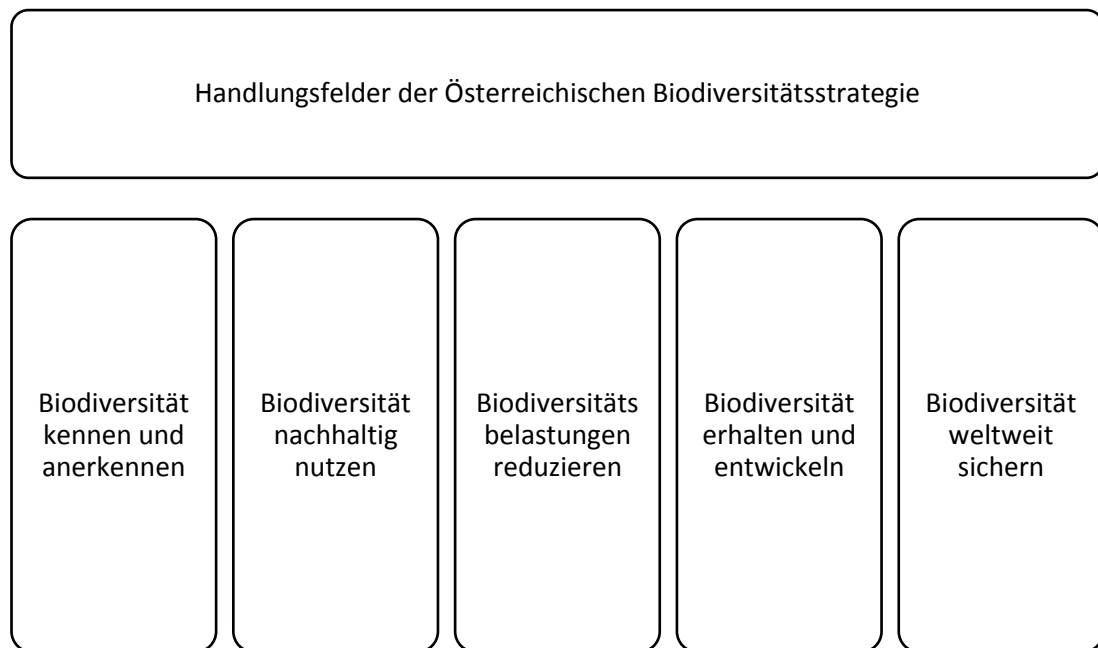 Handlungsfelder der Österreichischen Biodiversitätsstrategie
Biodiversität
kennen und
anerkennen
Biodiversität
nachhaltig
nutzen
Biodiversitäts
belastungen
reduzieren
Biodiversität
erhalten und
entwickeln
Biodiversität
weltweit
sichern